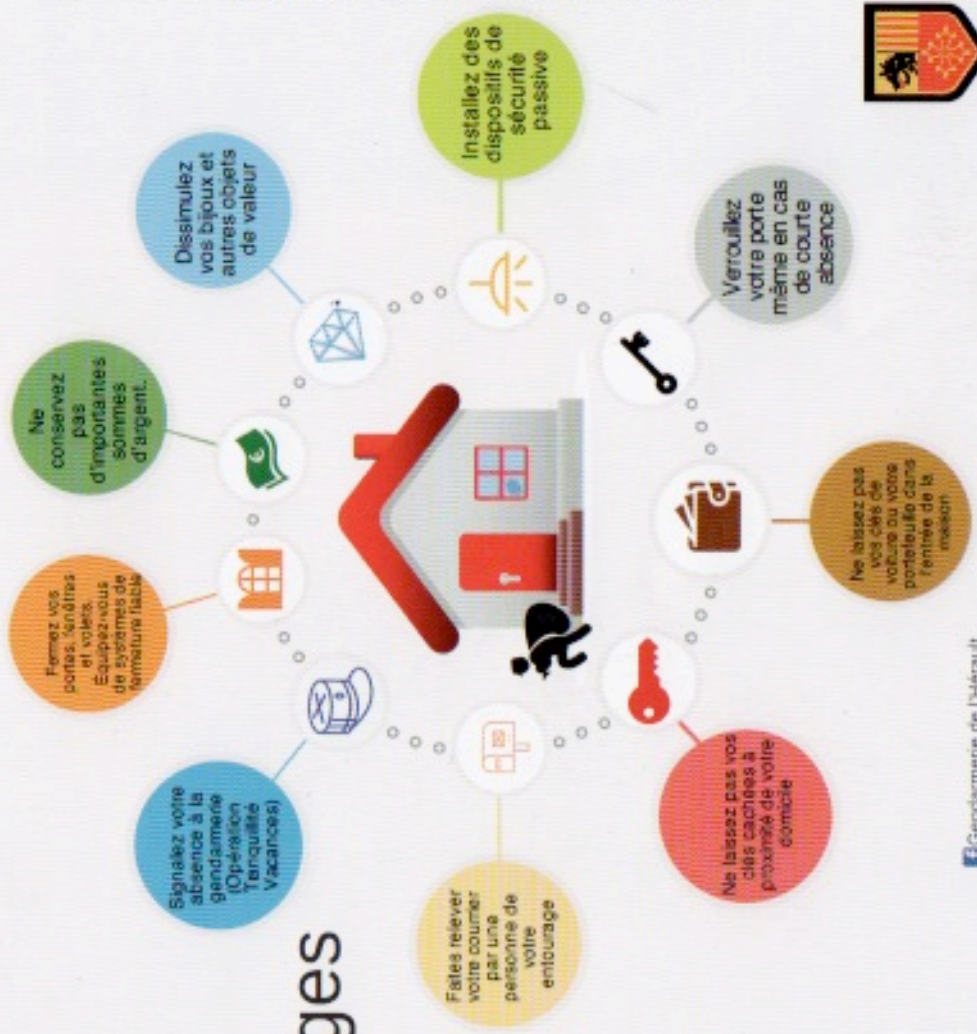 ges
Signalez votre
absence à la
gendarmerie
(Opération
Tanquillité
Vacances)
Fermez vos
portes, fenêtres
et volets.
Equipez-vous
de systèmes de
fermeture fiable
Ne
conservez
pas
d'importantes
sommes
d'argent.
Dissimulez
vos bijoux et
autres objets
de valeur
Installez des
dispositifs de
sécurité
passive
Verrouillez
votre porte
même en cas
de courte
absence
Ne laissez pas
vos clés de
voiture ou votre
portefeuille dans
l'entrée de la
maison
Ne laissez pas vos
clés cachées à
proximité de votre
domicile
Faites relever
votre courrier
par une
personne de
votre
entourage
Gendarmerie de l'Hérault